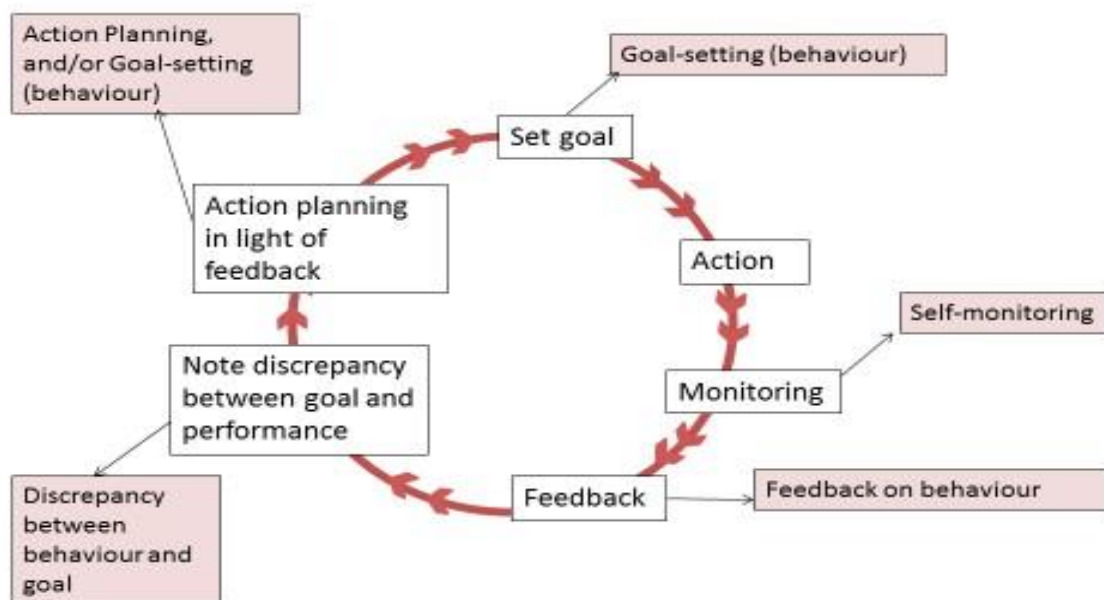 Action Planning,
and/or Goal-setting
(behaviour)
Goal-setting (behaviour)
Set goal
Action planning
in light of
feedback
Action
Self-monitoring
Note discrepancy
between goal and
performance
Monitoring
Feedback
Feedback on behaviour
Discrepancy
between
behaviour and
goal